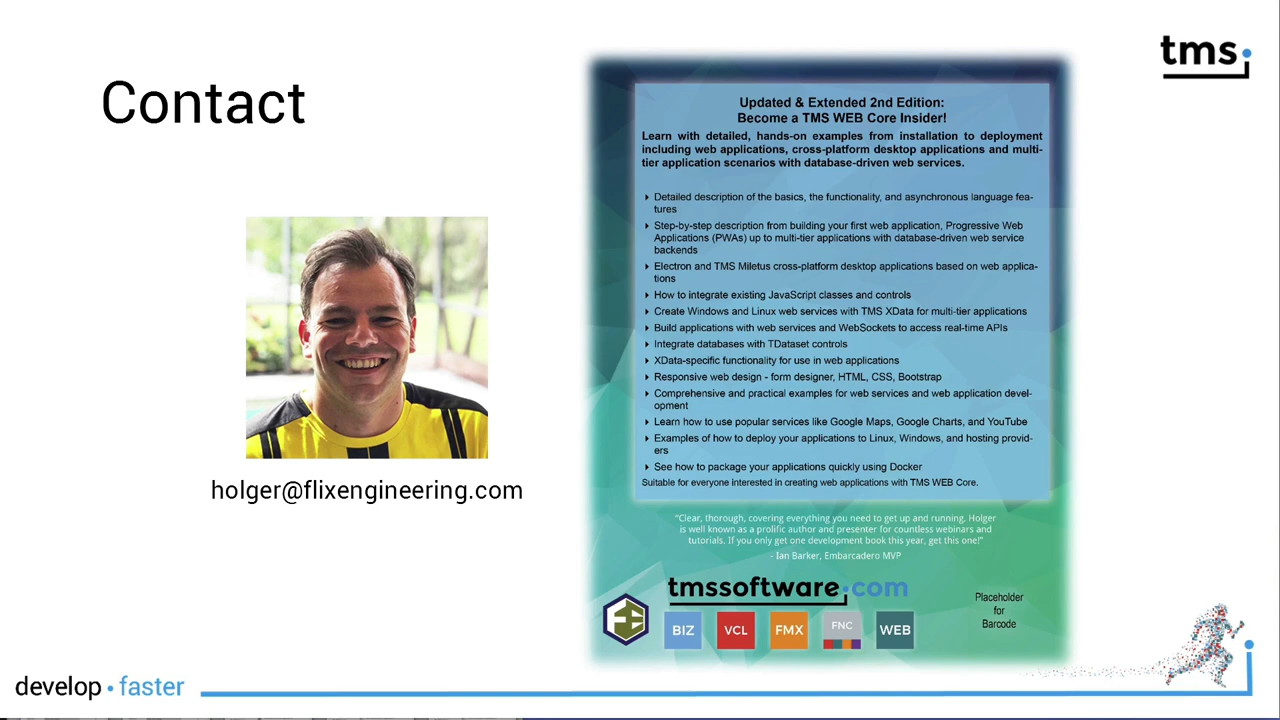 tms
Contact
holger@flixengineering.com
Updated & Extended 2nd Edition:
Become a TMS WEB Core Insider!
Learn with detailed, hands-on examples from installation to deployment
including web applications, cross-platform desktop applications and multi-
tier application scenarios with database-driven web services.
Detailed description of the basics, the functionality, and asynchronous language fea-
tures
Step-by-step description from building your first web application, Progressive Web
Applications (PWAs) up to multi-tier applications with database-driven web service
backends
Electron and TMS Miletus cross-platform desktop applications based on web applica-
tions
How to integrate existing JavaScript classes and controls
Create Windows and Linux web services with TMS XData for multi-tier applications
Build applications with web services and WebSockets to access real-time APIs
Integrate databases with TDataset controls
XData-specific functionality for use in web applications
Responsive web design - form designer, HTML, CSS, Bootstrap
Comprehensive and practical examples for web services and web application devel-
opment
Learn how to use popular services like Google Maps, Google Charts, and YouTube
Examples of how to deploy your applications to Linux, Windows, and hosting provid-
ers
See how to package your applications quickly using Docker
Suitable for everyone interested in creating web applications with TMS WEB Core.
“Clear, thorough, covering everything you need to get up and running. Holger
is well known as a prolific author and presenter for countless webinars and
tutorials. If you only get one development book this year, get this one!”
- Ian Barker, Embarcadero MVP
tmssoftware.com
BIZ VCL FMX FNC WEB
Placeholder
for
Barcode
develop • faster